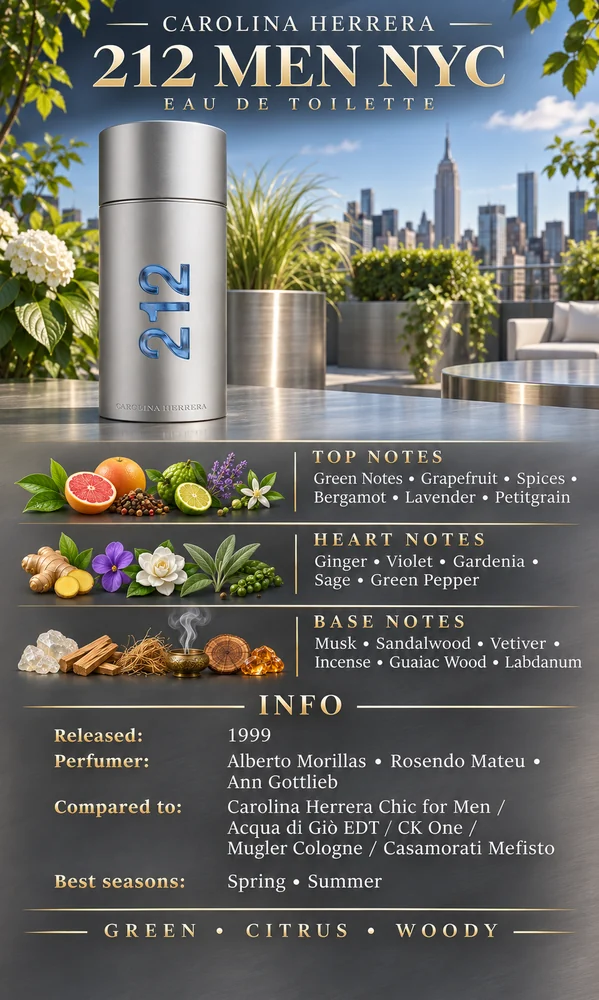 CAROLINA HERRERA
212 MEN NYC
EAU DE TOILETTE
212
CAROLINA HERRERA
TOP NOTES
Green Notes • Grapefruit • Spices •
Bergamot • Lavender • Petitgrain
HEART NOTES
Ginger • Violet • Gardenia •
Sage • Green Pepper
BASE NOTES
Musk • Sandalwood • Vetiver •
Incense • Guaiac Wood • Labdanum
INFO
Released: 1999
Perfumer: Alberto Morillas • Rosendo Mateu •
Ann Gottlieb
Compared to: Carolina Herrera Chic for Men /
Acqua di Giò EDT / CK One /
Mugler Cologne / Casamorati Mefisto
Best seasons: Spring • Summer
GREEN • CITRUS • WOODY